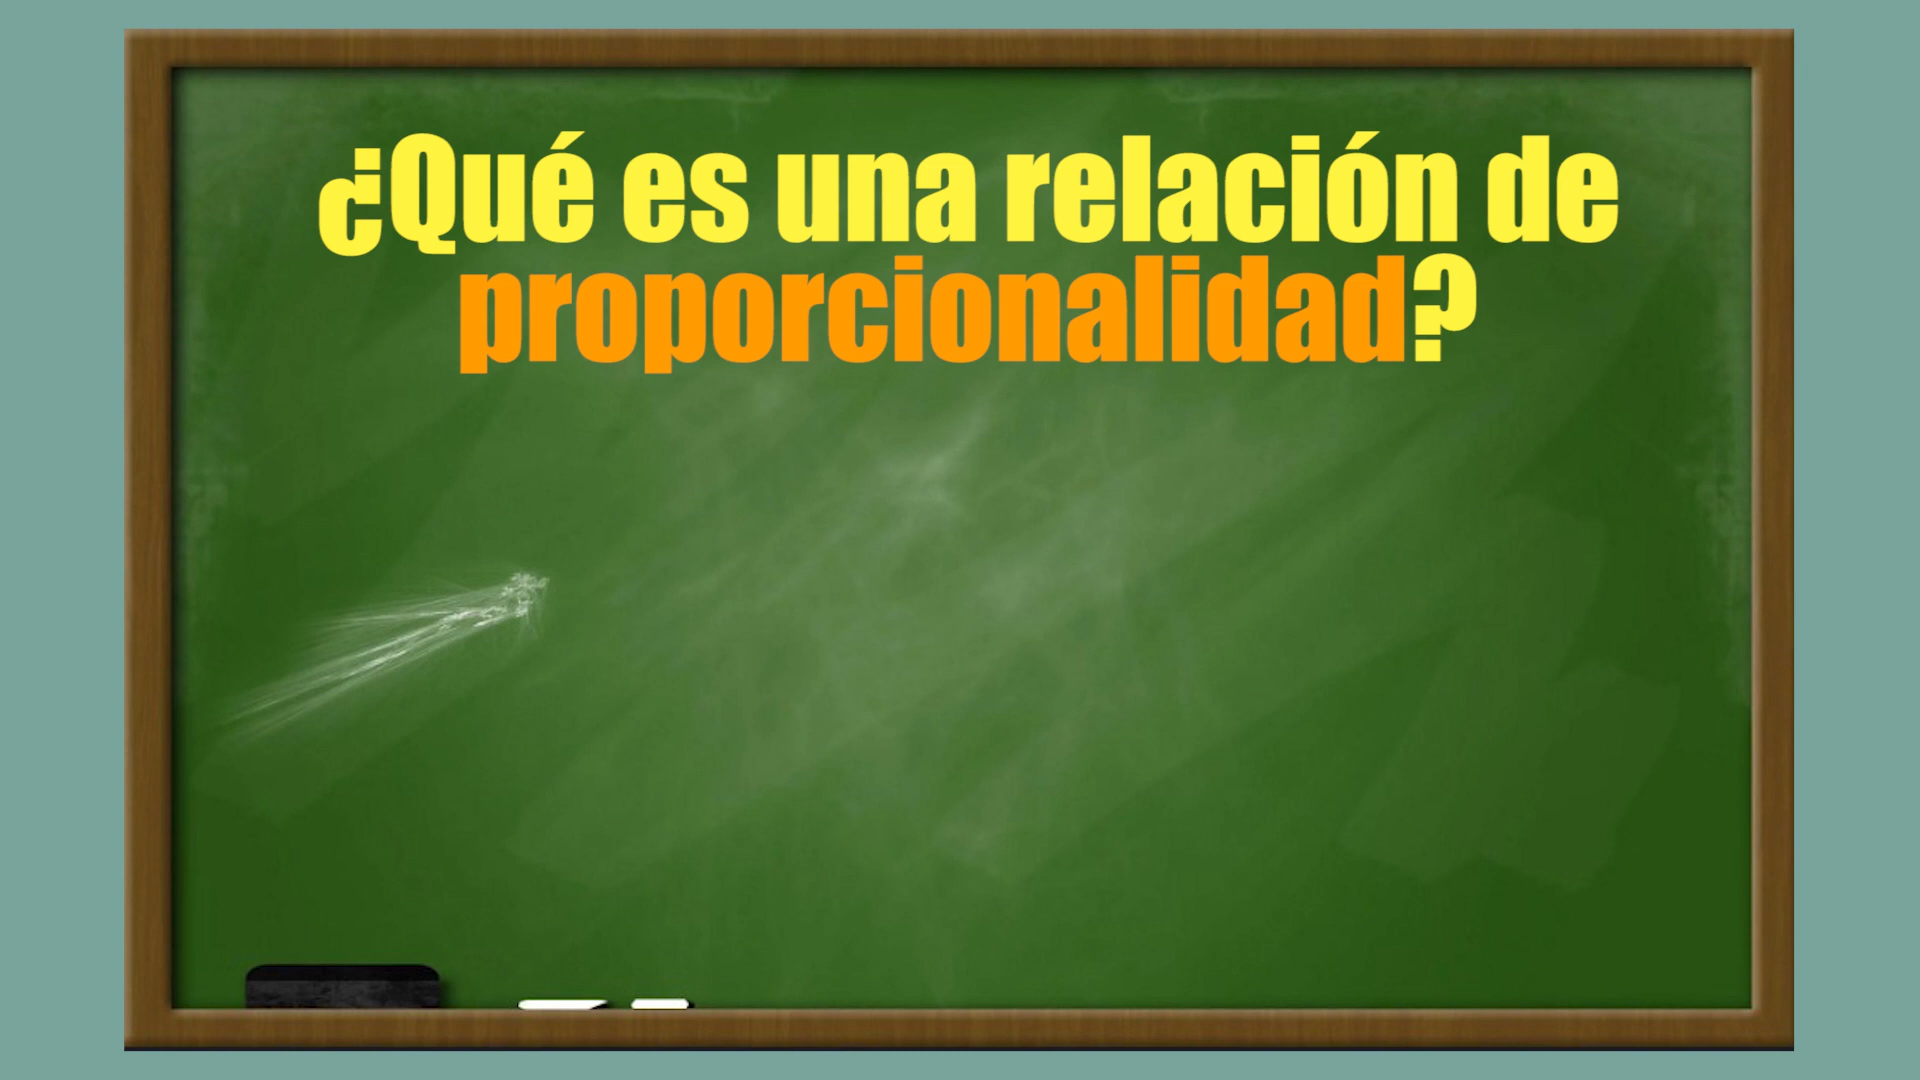 ¿Qué es una relación de
proporcionalidad?